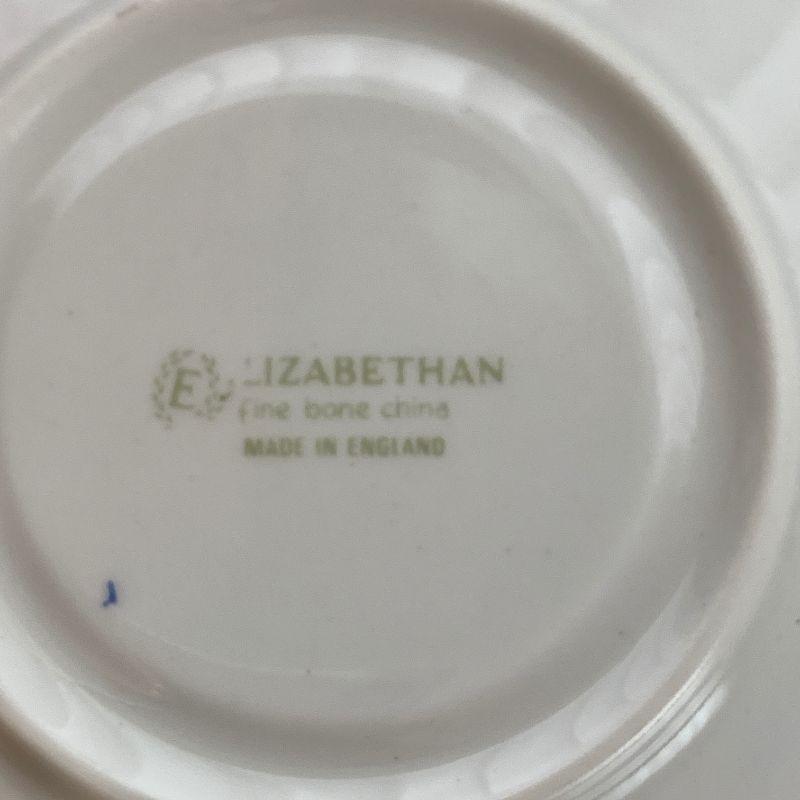 E ELIZABETHAN
fine bone china
MADE IN ENGLAND